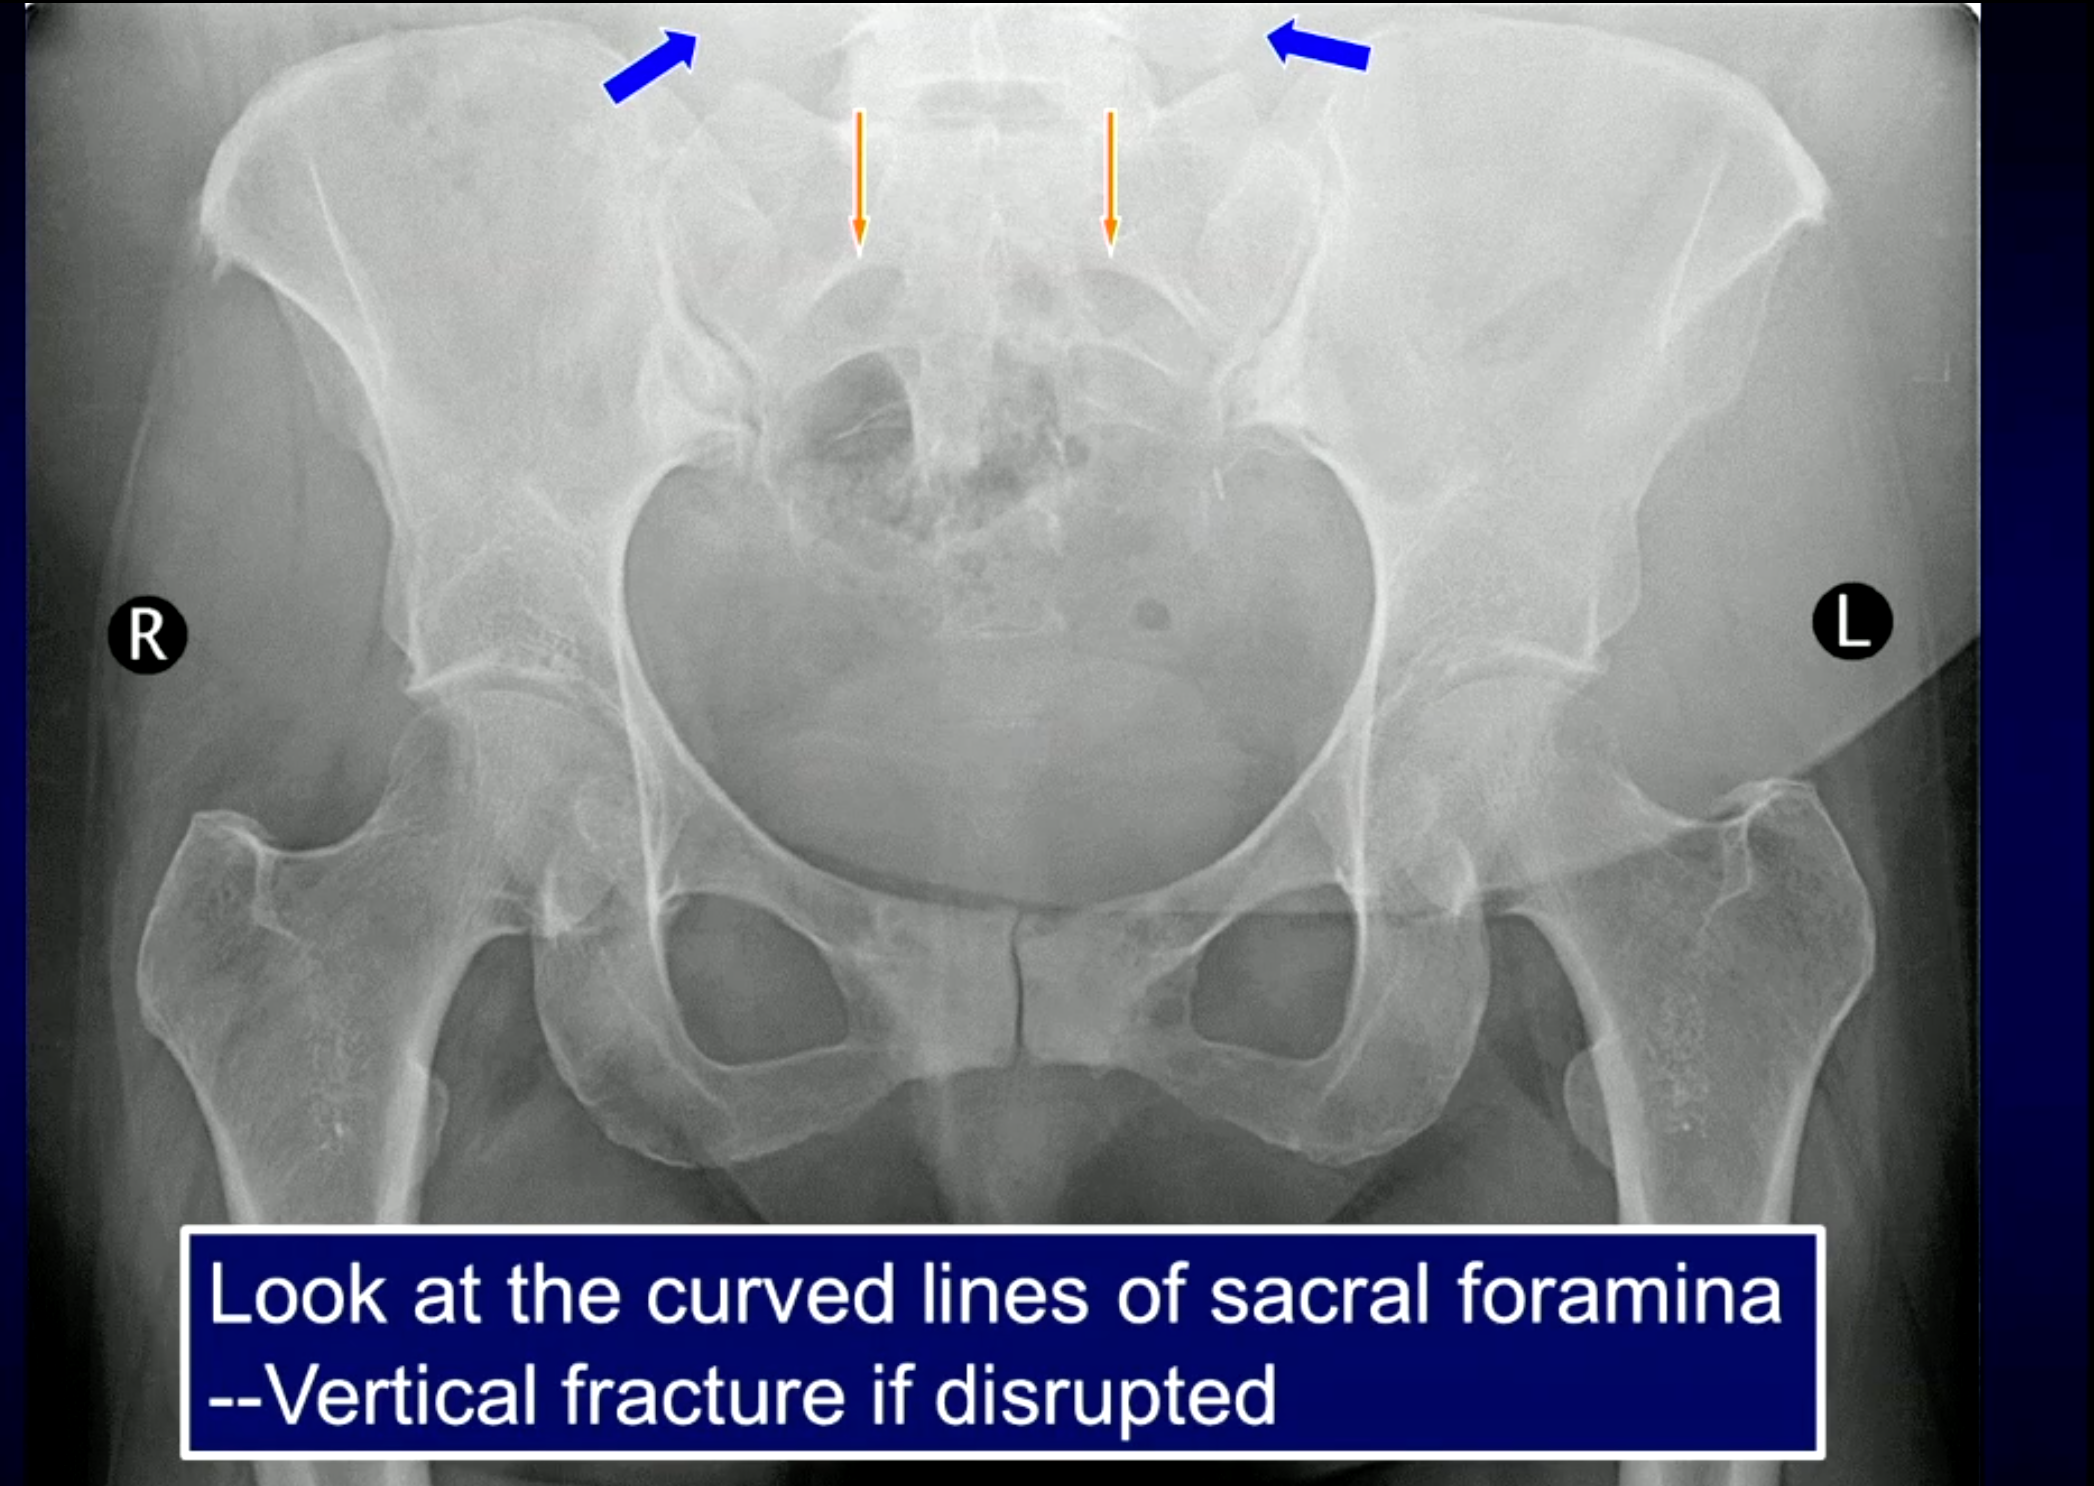 R
L
Look at the curved lines of sacral foramina
--Vertical fracture if disrupted